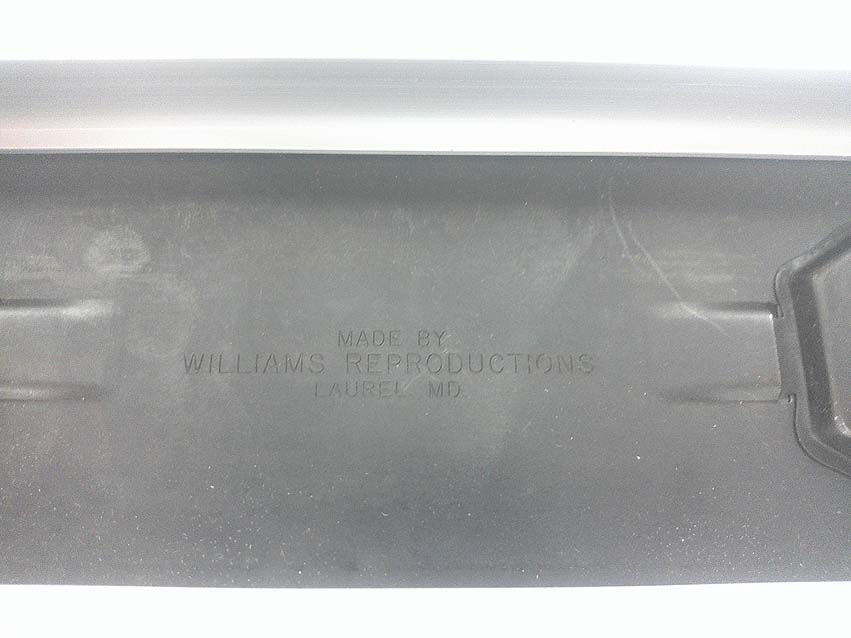 MADE BY
WILLIAMS REPRODUCTIONS
LAUREL MD.